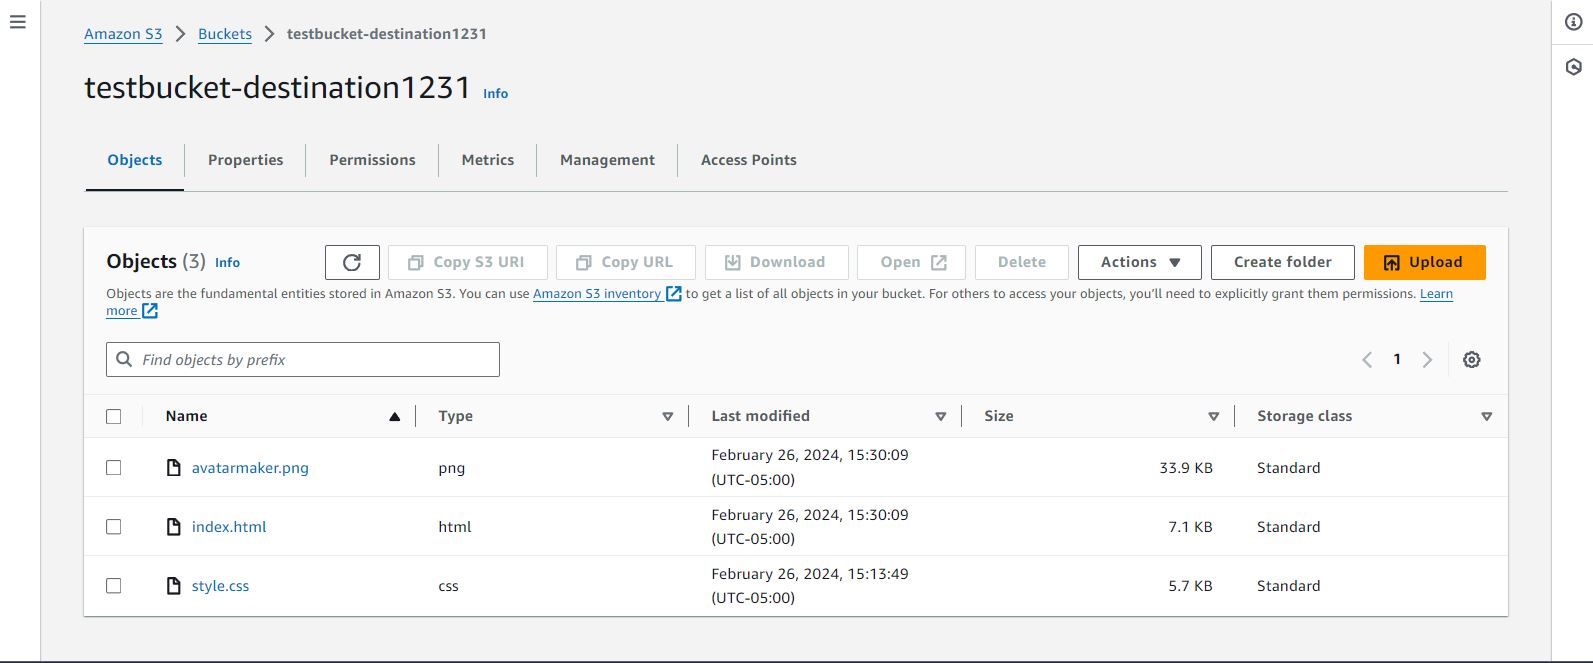 Amazon S3 > Buckets > testbucket-destination1231
testbucket-destination1231 Info
Objects Properties Permissions Metrics Management Access Points
Objects (3) Info Copy S3 URI Copy URL Download Open Delete Actions Create folder Upload
Objects are the fundamental entities stored in Amazon S3. You can use Amazon S3 inventory to get a list of all objects in your bucket. For others to access your objects, you’ll need to explicitly grant them permissions. Learn
more
Find objects by prefix 1
Name Type Last modified Size Storage class
avatarmaker.png png February 26, 2024, 15:30:09 (UTC-05:00) 33.9 KB Standard
index.html html February 26, 2024, 15:30:09 (UTC-05:00) 7.1 KB Standard
style.css css February 26, 2024, 15:13:49 (UTC-05:00) 5.7 KB Standard